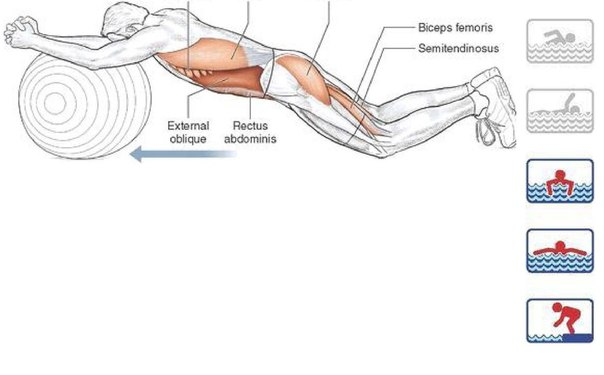 Biceps femoris
Semitendinosus
External
oblique
Rectus
abdominis